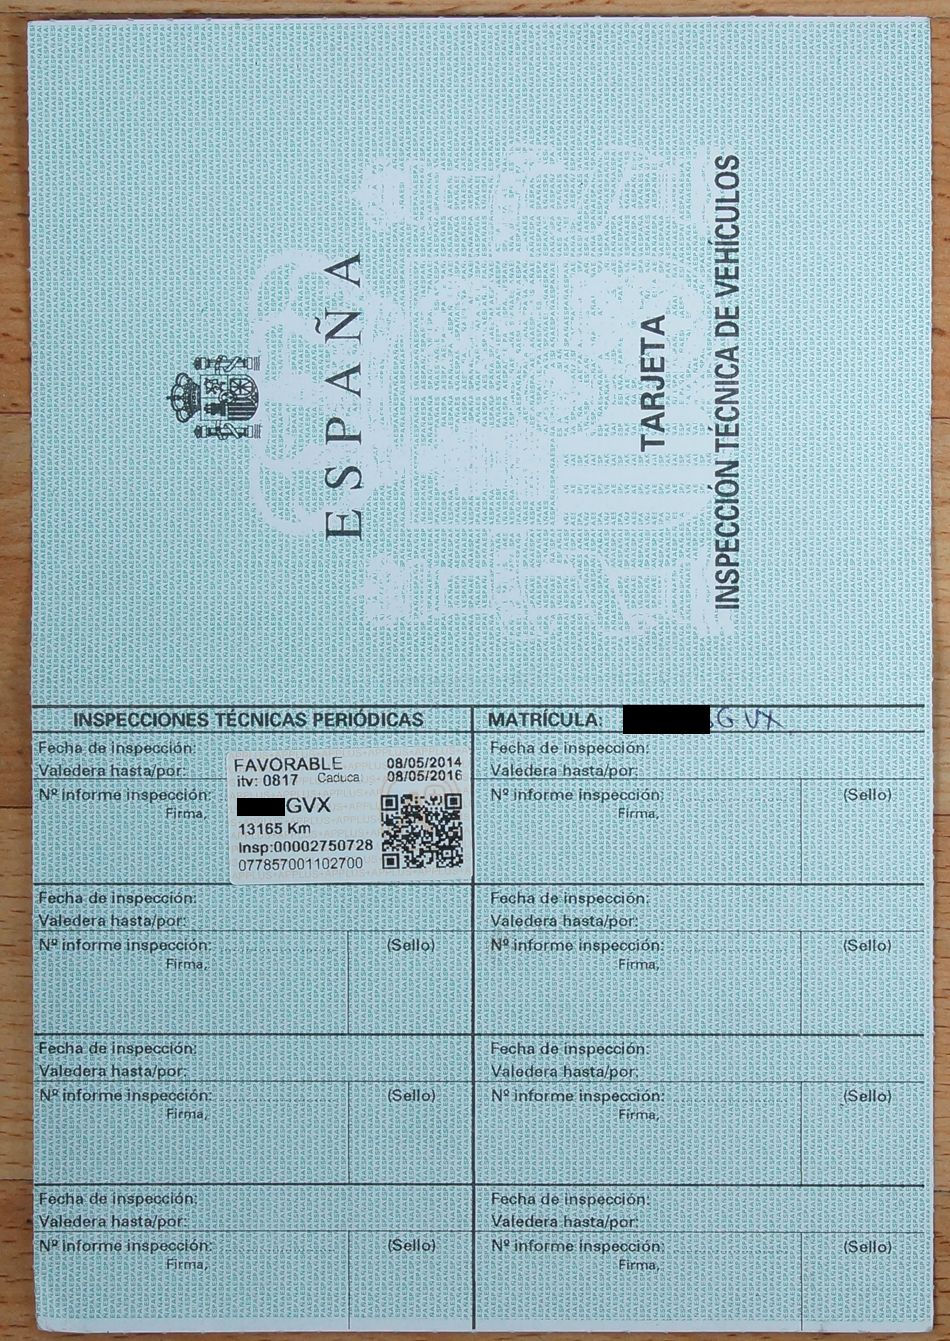 ESPAÑA
TARJETA
INSPECCIÓN TÉCNICA DE VEHÍCULOS
INSPECCIONES TÉCNICAS PERIÓDICAS
MATRÍCULA: GVX
Fecha de inspección:
Valedera hasta/por:
Nº informe inspección:
Firma,
FAVORABLE 08/05/2014
itv: 0817 Caduca 08/05/2016
GVX
13165 Km
Insp:00002750728
077857001102700
Fecha de inspección:
Valedera hasta/por:
Nº informe inspección: (Sello)
Firma,
Fecha de inspección:
Valedera hasta/por:
Nº informe inspección: (Sello)
Firma,
Fecha de inspección:
Valedera hasta/por:
Nº informe inspección: (Sello)
Firma,
Fecha de inspección:
Valedera hasta/por:
Nº informe inspección: (Sello)
Firma,
Fecha de inspección:
Valedera hasta/por:
Nº informe inspección: (Sello)
Firma,
Fecha de inspección:
Valedera hasta/por:
Nº informe inspección: (Sello)
Firma,
Fecha de inspección:
Valedera hasta/por:
Nº informe inspección: (Sello)
Firma,